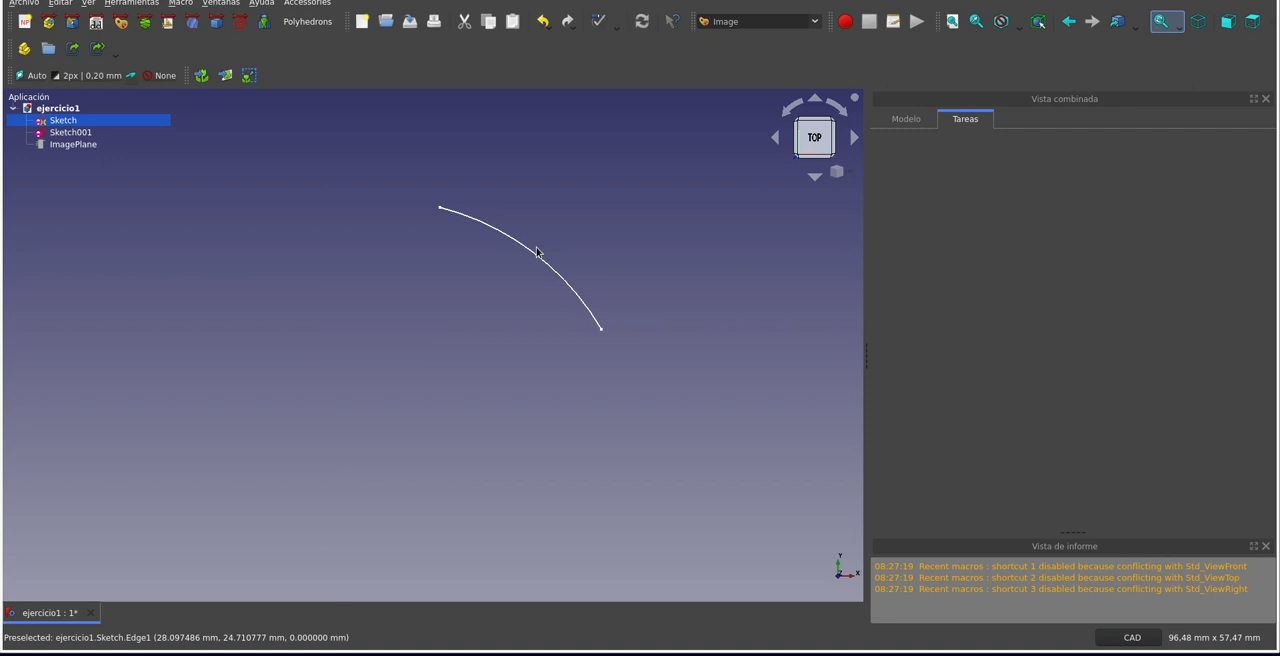 Archivo Editar Ver Herramientas Macro Ventanas Ayuda Accessories
Polyhedrons Image
Auto 2px | 0,20 mm None
Aplicación
ejercicio1
Sketch
Sketch001
ImagePlane
TOP
Vista combinada
Modelo Tareas
Y
X
Vista de informe
08:27:19 Recent macros : shortcut 1 disabled because conflicting with Std_ViewFront
08:27:19 Recent macros : shortcut 2 disabled because conflicting with Std_ViewTop
08:27:19 Recent macros : shortcut 3 disabled because conflicting with Std_ViewRight
ejercicio1 : 1*
Preselected: ejercicio1.Sketch.Edge1 (28.097486 mm, 24.710777 mm, 0.000000 mm)
CAD 96,48 mm x 57,47 mm